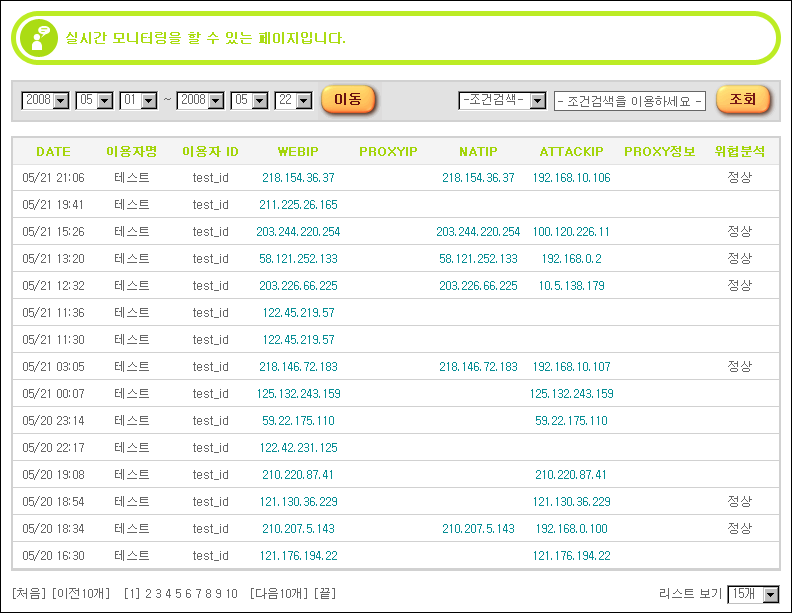 실시간 모니터링을 할 수 있는 페이지입니다.
2008 05 01 ~ 2008 05 22 이동 -조건검색- - 조건검색을 이용하세요 - 조회
DATE 이용자명 이용자 ID WEBIP PROXYIP NATIP ATTACKIP PROXY정보 위협분석
05/21 21:06 테스트 test_id 218.154.36.37 218.154.36.37 192.168.10.106 정상
05/21 19:41 테스트 test_id 211.225.26.165
05/21 15:26 테스트 test_id 203.244.220.254 203.244.220.254 100.120.226.11 정상
05/21 13:20 테스트 test_id 58.121.252.133 58.121.252.133 192.168.0.2 정상
05/21 12:32 테스트 test_id 203.226.66.225 203.226.66.225 10.5.138.179 정상
05/21 11:36 테스트 test_id 122.45.219.57
05/21 11:30 테스트 test_id 122.45.219.57
05/21 03:05 테스트 test_id 218.146.72.183 218.146.72.183 192.168.10.107 정상
05/21 00:07 테스트 test_id 125.132.243.159 125.132.243.159
05/20 23:14 테스트 test_id 59.22.175.110 59.22.175.110
05/20 22:17 테스트 test_id 122.42.231.125
05/20 19:08 테스트 test_id 210.220.87.41 210.220.87.41
05/20 18:54 테스트 test_id 121.130.36.229 121.130.36.229 정상
05/20 18:34 테스트 test_id 210.207.5.143 210.207.5.143 192.168.0.100 정상
05/20 16:30 테스트 test_id 121.176.194.22 121.176.194.22
[처음] [이전10개] [1] 2 3 4 5 6 7 8 9 10 [다음10개] [끝] 리스트 보기 15개